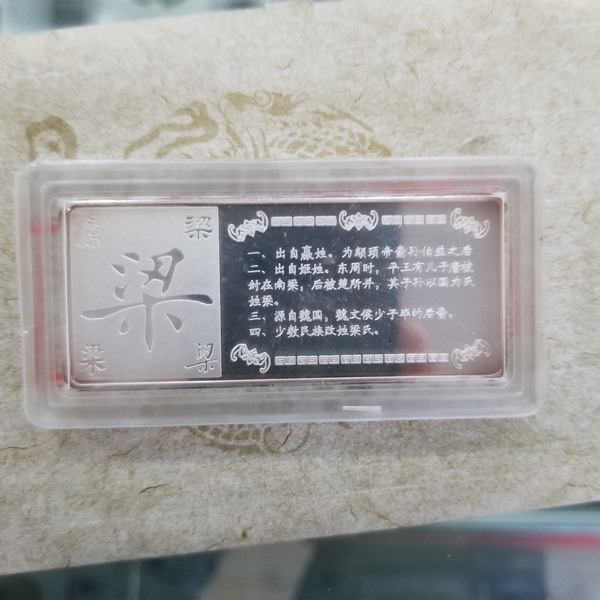 梁
梁
梁
梁
一、出自嬴姓。为颛顼帝裔孙伯益之后
二、出自姬姓。东周时，平王有儿子唐被
封在南梁，后被楚所并，其子孙以国为氏
姓梁。
三、源自魏国，魏文侯少子毕的后裔。
四、少数民族改姓梁氏。